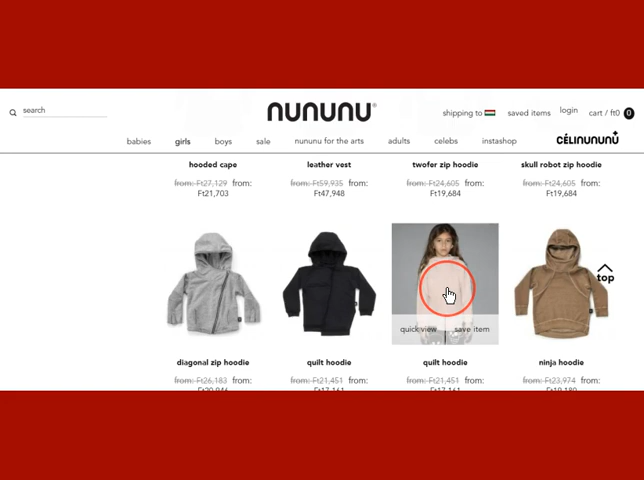 search
nununu®
shipping to
saved items
login
cart / ft0
0
babies
girls
boys
sale
nununu for the arts
adults
celebs
instashop
CÉLINUNUNU
hooded cape
leather vest
twofer zip hoodie
skull robot zip hoodie
from: Ft27,129 from:
Ft21,703
from: Ft59,935 from:
Ft47,948
from: Ft24,605 from:
Ft19,684
from: Ft24,605 from:
Ft19,684
quick view
save item
top
diagonal zip hoodie
quilt hoodie
quilt hoodie
ninja hoodie
from: Ft26,183 from:
from: Ft21,451 from:
from: Ft21,451 from:
from: Ft23,974 from: